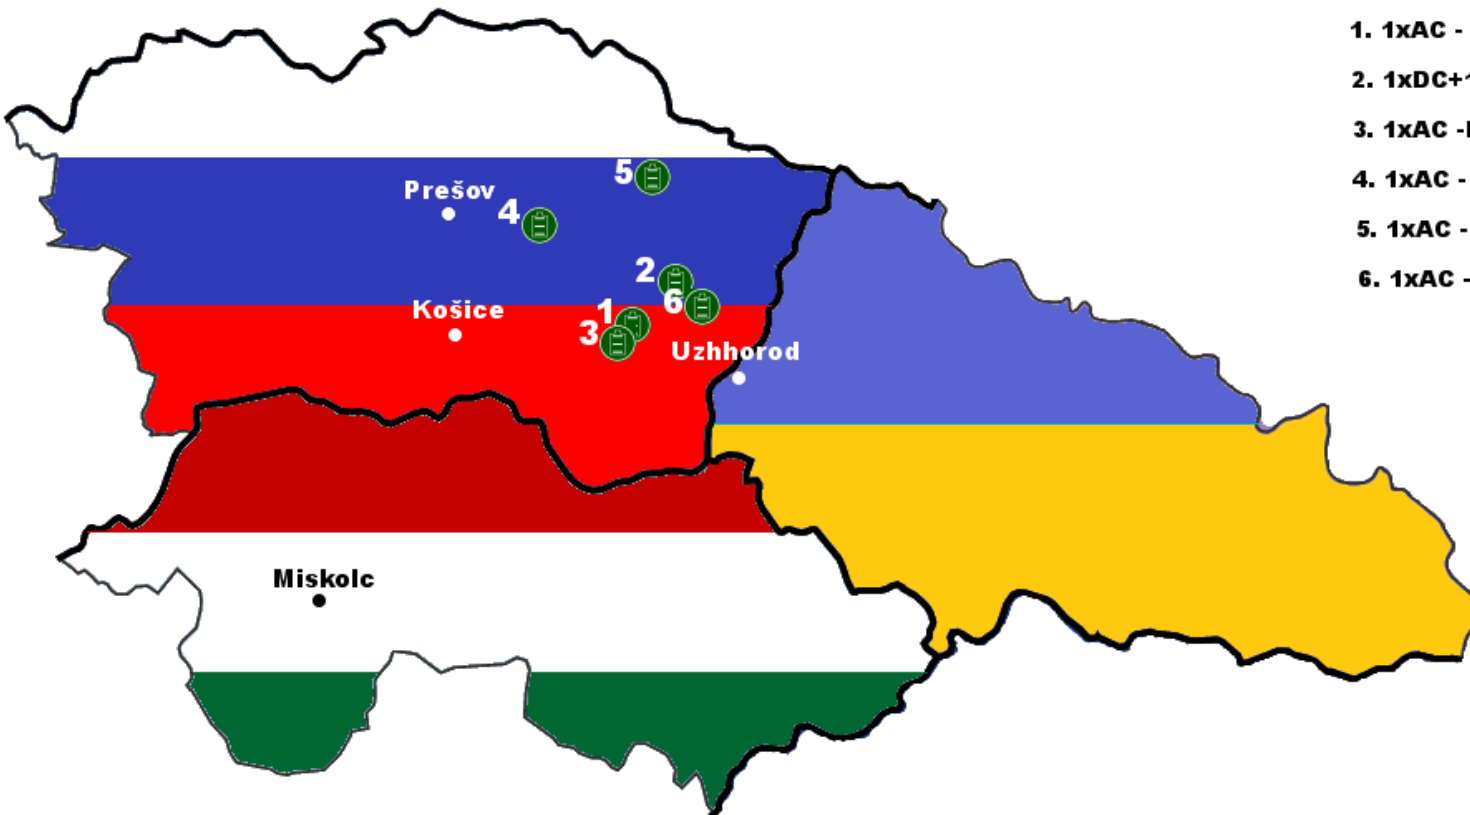 1. 1xAC -
2. 1xDC+
3. 1xAC -
4. 1xAC -
5. 1xAC -
6. 1xAC -
5
Prešov
4
2
6
Košice
1
3
Uzhhorod
Miskolc